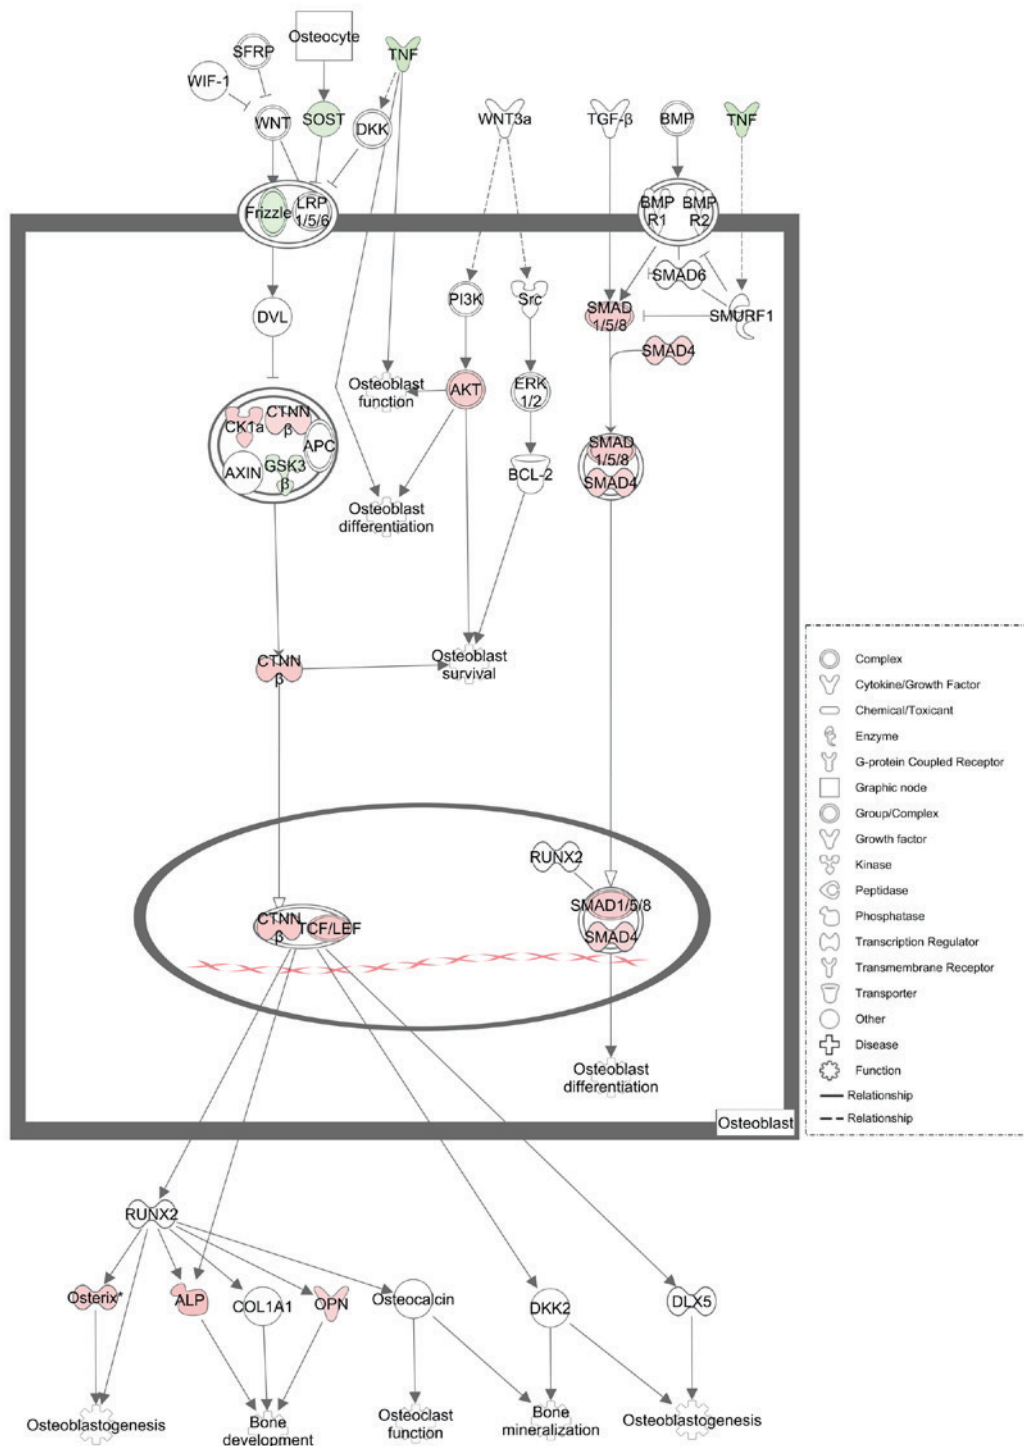 Osteocyte
SFRP
TNF
WIF-1
WNT
SOST
DKK
WNT3a
TGF-β
BMP
TNF
Frizzle
LRP
1/5/6
BMP
R1
BMP
R2
SMAD6
DVL
PI3K
Src
SMAD
1/5/8
SMURF1
SMAD4
Osteoblast
function
AKT
ERK
1/2
CK1a
CTNN
β
APC
AXIN
GSK3
β
SMAD
1/5/8
SMAD4
BCL-2
Osteoblast
differentiation
CTNN
β
Osteoblast
survival
RUNX2
CTNN
β
TCF/LEF
SMAD1/5/8
SMAD4
Osteoblast
differentiation
Osteoblast
RUNX2
Osterix*
ALP
COL1A1
OPN
Osteocalcin
DKK2
DLX5
Osteoblastogenesis
Bone
development
Osteoclast
function
Bone
mineralization
Osteoblastogenesis
Complex
Cytokine/Growth Factor
Chemical/Toxicant
Enzyme
G-protein Coupled Receptor
Graphic node
Group/Complex
Growth factor
Kinase
Peptidase
Phosphatase
Transcription Regulator
Transmembrane Receptor
Transporter
Other
Disease
Function
Relationship
Relationship